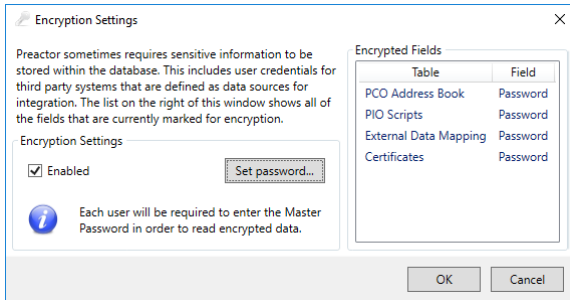 Encryption Settings
Preactor sometimes requires sensitive information to be
stored within the database. This includes user credentials for
third party systems that are defined as data sources for
integration. The list on the right of this window shows all of
the fields that are currently marked for encryption.
Encryption Settings
Enabled
Set password...
Each user will be required to enter the Master
Password in order to read encrypted data.
Encrypted Fields
Table Field
PCO Address Book Password
PIO Scripts Password
External Data Mapping Password
Certificates Password
OK Cancel